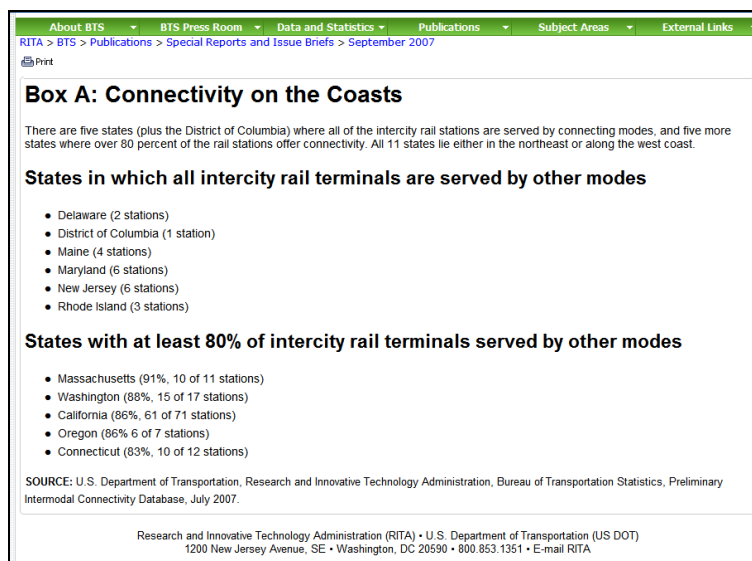 About BTS BTS Press Room Data and Statistics Publications Subject Areas External Links
RITA > BTS > Publications > Special Reports and Issue Briefs > September 2007
Print
Box A: Connectivity on the Coasts
There are five states (plus the District of Columbia) where all of the intercity rail stations are served by connecting modes, and five more
states where over 80 percent of the rail stations offer connectivity. All 11 states lie either in the northeast or along the west coast.
States in which all intercity rail terminals are served by other modes
• Delaware (2 stations)
• District of Columbia (1 station)
• Maine (4 stations)
• Maryland (6 stations)
• New Jersey (6 stations)
• Rhode Island (3 stations)
States with at least 80% of intercity rail terminals served by other modes
• Massachusetts (91%, 10 of 11 stations)
• Washington (88%, 15 of 17 stations)
• California (86%, 61 of 71 stations)
• Oregon (86% 6 of 7 stations)
• Connecticut (83%, 10 of 12 stations)
SOURCE: U.S. Department of Transportation, Research and Innovative Technology Administration, Bureau of Transportation Statistics, Preliminary
Intermodal Connectivity Database, July 2007.
Research and Innovative Technology Administration (RITA) • U.S. Department of Transportation (US DOT)
1200 New Jersey Avenue, SE • Washington, DC 20590 • 800.853.1351 • E-mail RITA